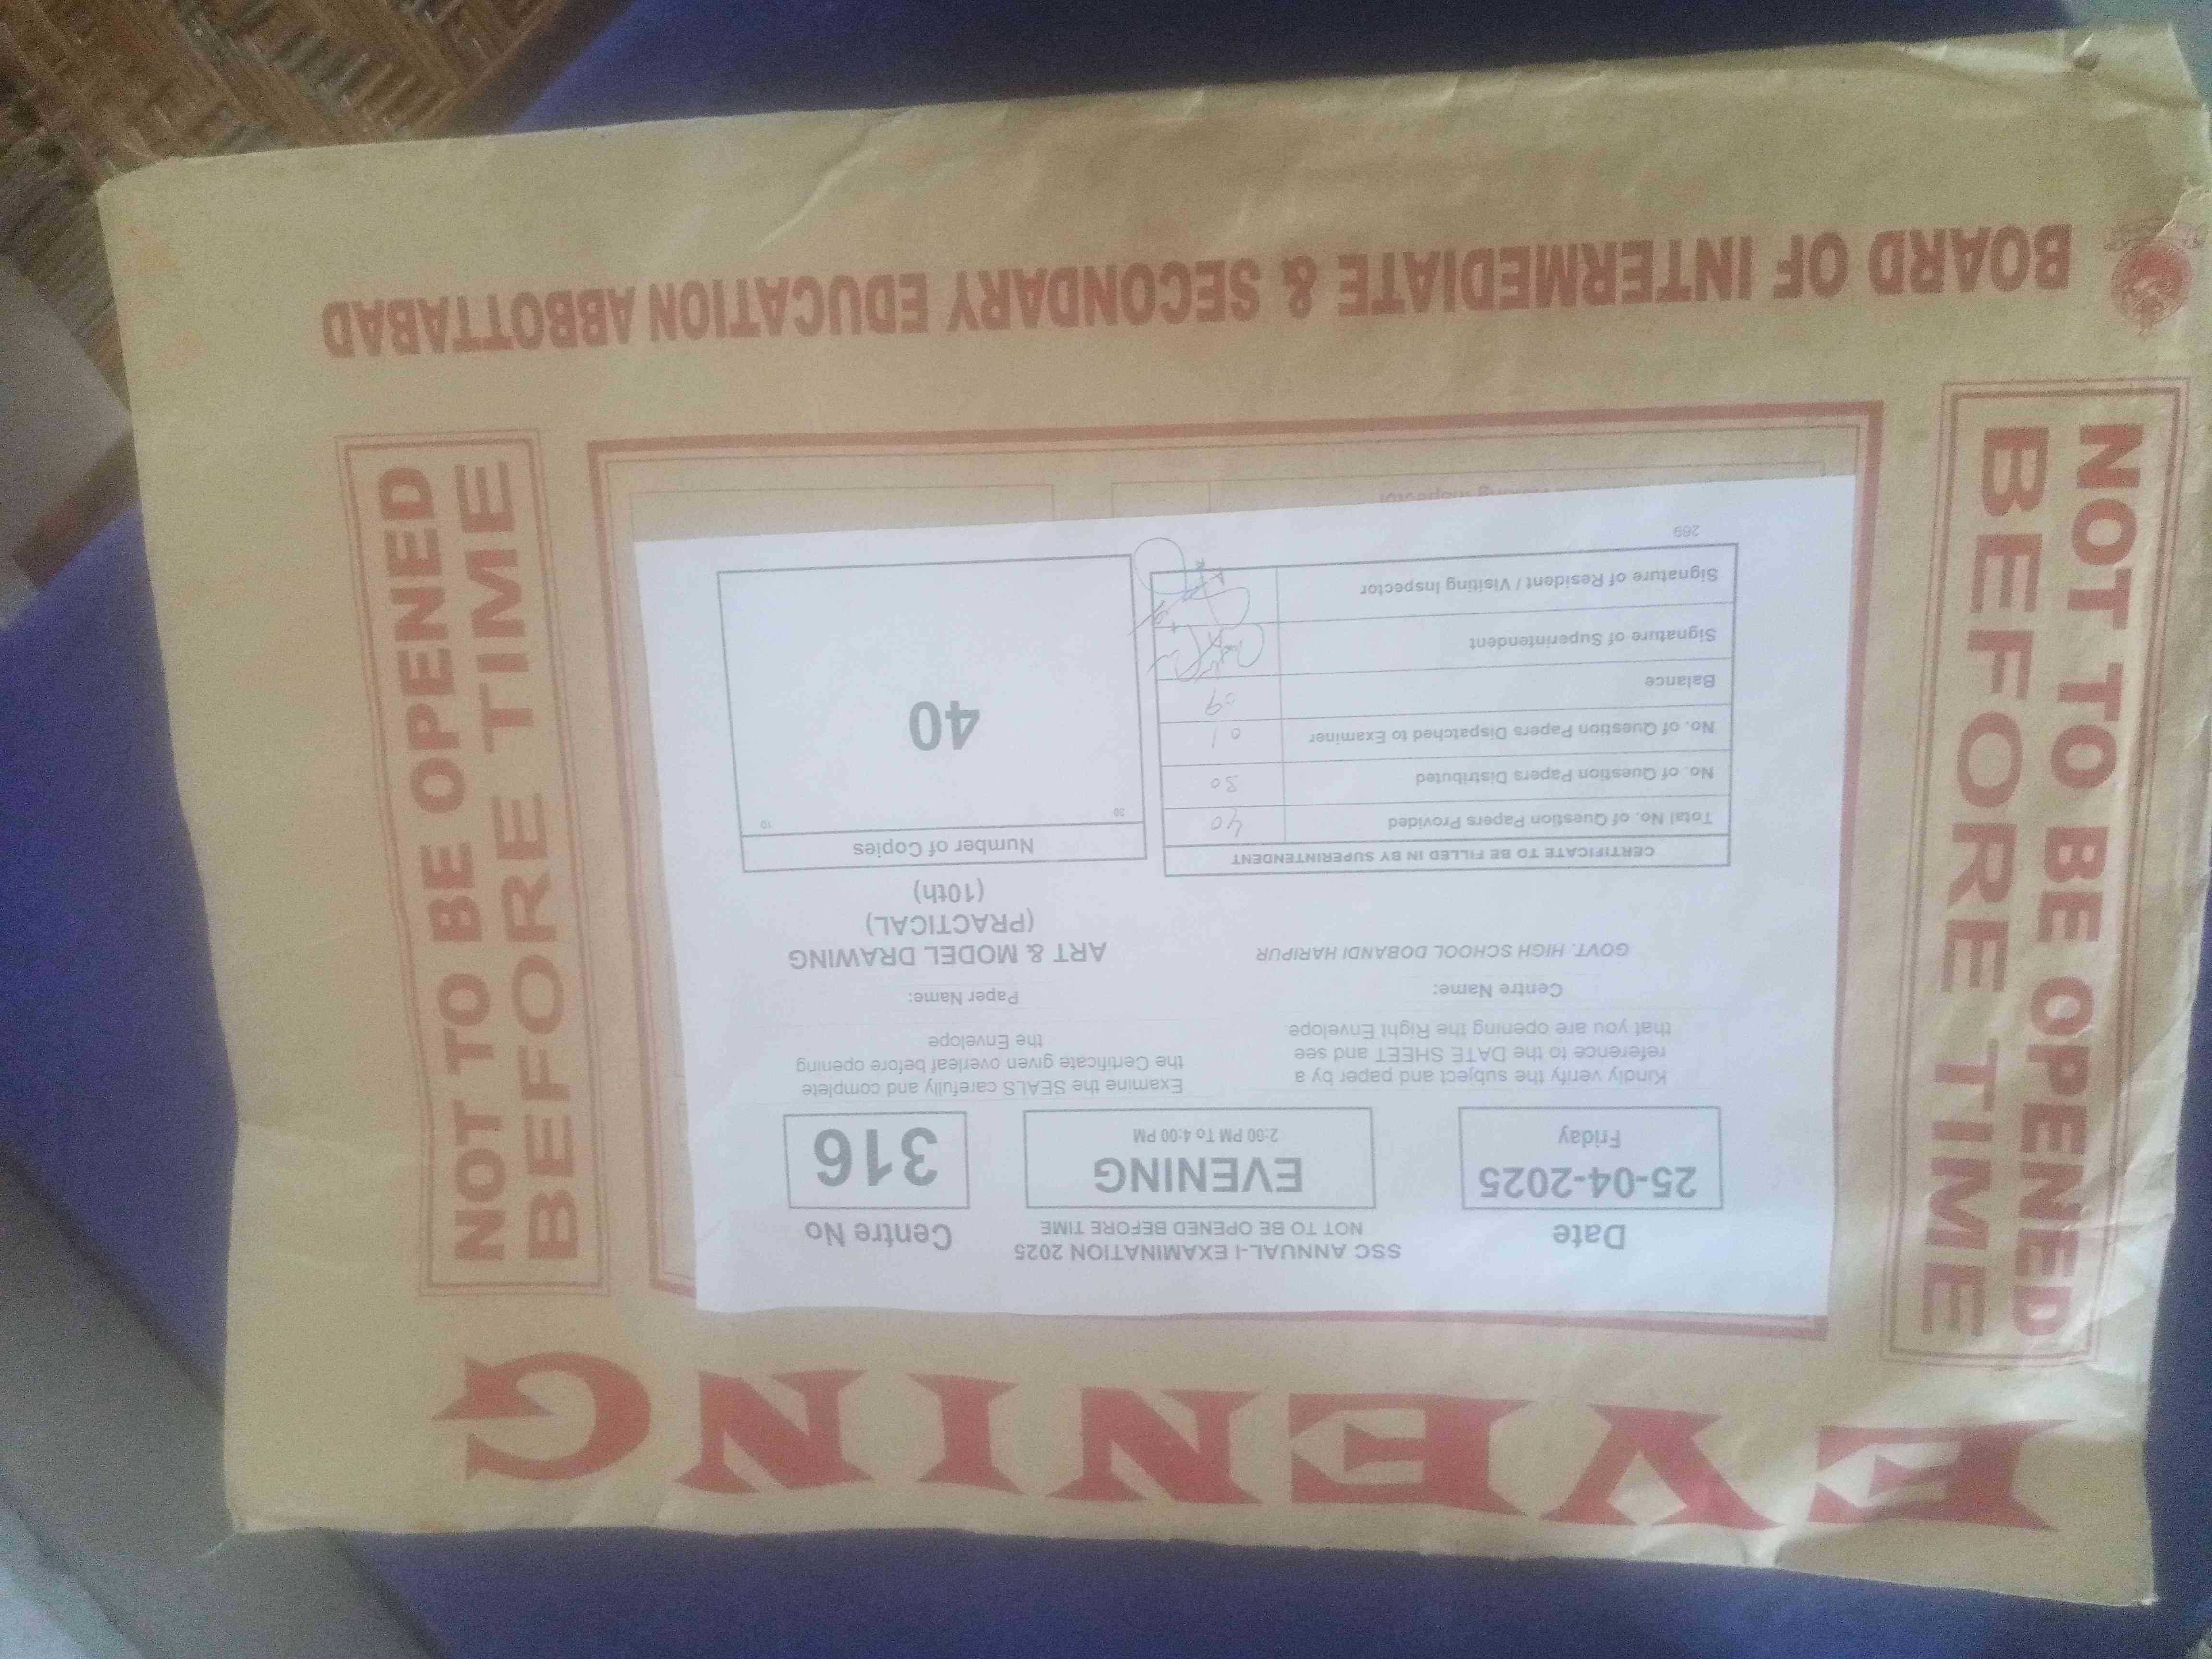 EVENING
NOT TO BE OPENED
BEFORE TIME
SSC ANNUAL-I EXAMINATION 2025
NOT TO BE OPENED BEFORE TIME
Date
25-04-2025
Friday
EVENING
2:00 PM To 4:00 PM
Centre No
316
Kindly verify the subject and paper by a
reference to the DATE SHEET and see
that you are opening the Right Envelope
Examine the SEALS carefully and complete
the Certificate given overleaf before opening
the Envelope
Centre Name:
GOVT. HIGH SCHOOL DOBANDI HARIPUR
Paper Name:
ART & MODEL DRAWING
(PRACTICAL)
(10th)
CERTIFICATE TO BE FILLED IN BY SUPERINTENDENT
Total No. of Question Papers Provided 40
No. of Question Papers Distributed 30
No. of Question Papers Dispatched to Examiner 01
Balance 09
Signature of Superintendent
Signature of Resident / Visiting Inspector
269
Number of Copies
40
NOT TO BE OPENED
BEFORE TIME
BOARD OF INTERMEDIATE & SECONDARY EDUCATION ABBOTTABAD